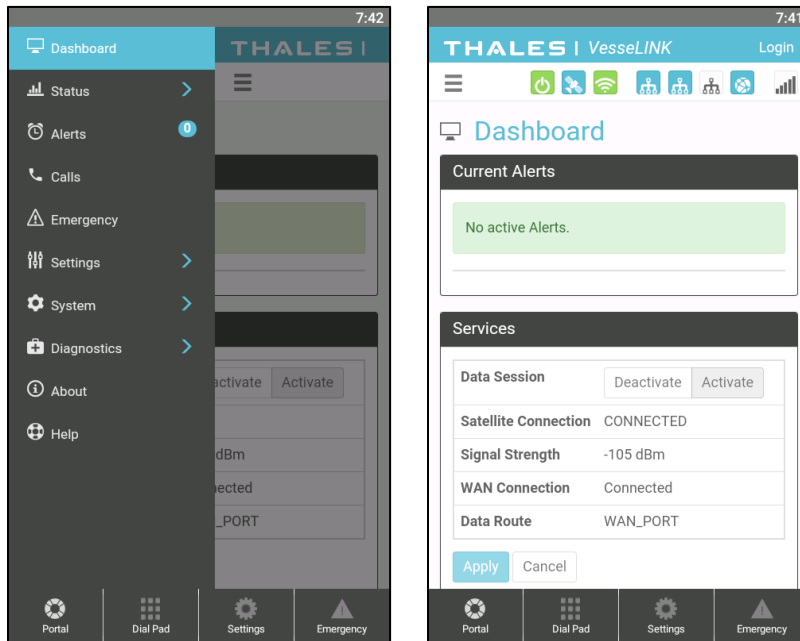 7:42
Dashboard
THALES |
Status
Alerts 0
Calls
Emergency
Settings
System
Diagnostics
activate Activate
About
Help
dBm
nected
_PORT
Portal Dial Pad Settings Emergency
7:41
THALES | VesseLINK Login
Dashboard
Current Alerts
No active Alerts.
Services
Data Session Deactivate Activate
Satellite Connection CONNECTED
Signal Strength -105 dBm
WAN Connection Connected
Data Route WAN_PORT
Apply Cancel
Portal Dial Pad Settings Emergency